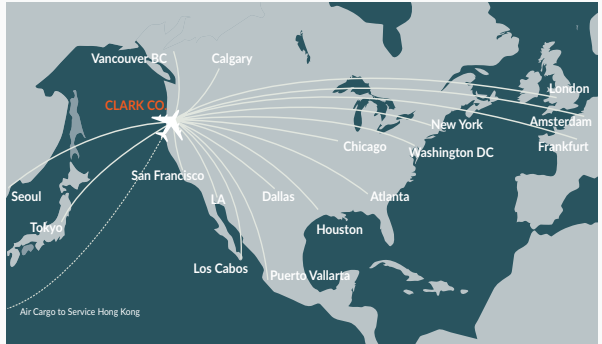 Vancouver BC
Calgary
London
CLARK CO.
Amsterdam
New York
Frankfurt
Chicago
Washington DC
San Francisco
Seoul
LA
Dallas
Atlanta
Tokyo
Houston
Los Cabos
Puerto Vallarta
Air Cargo to Service Hong Kong